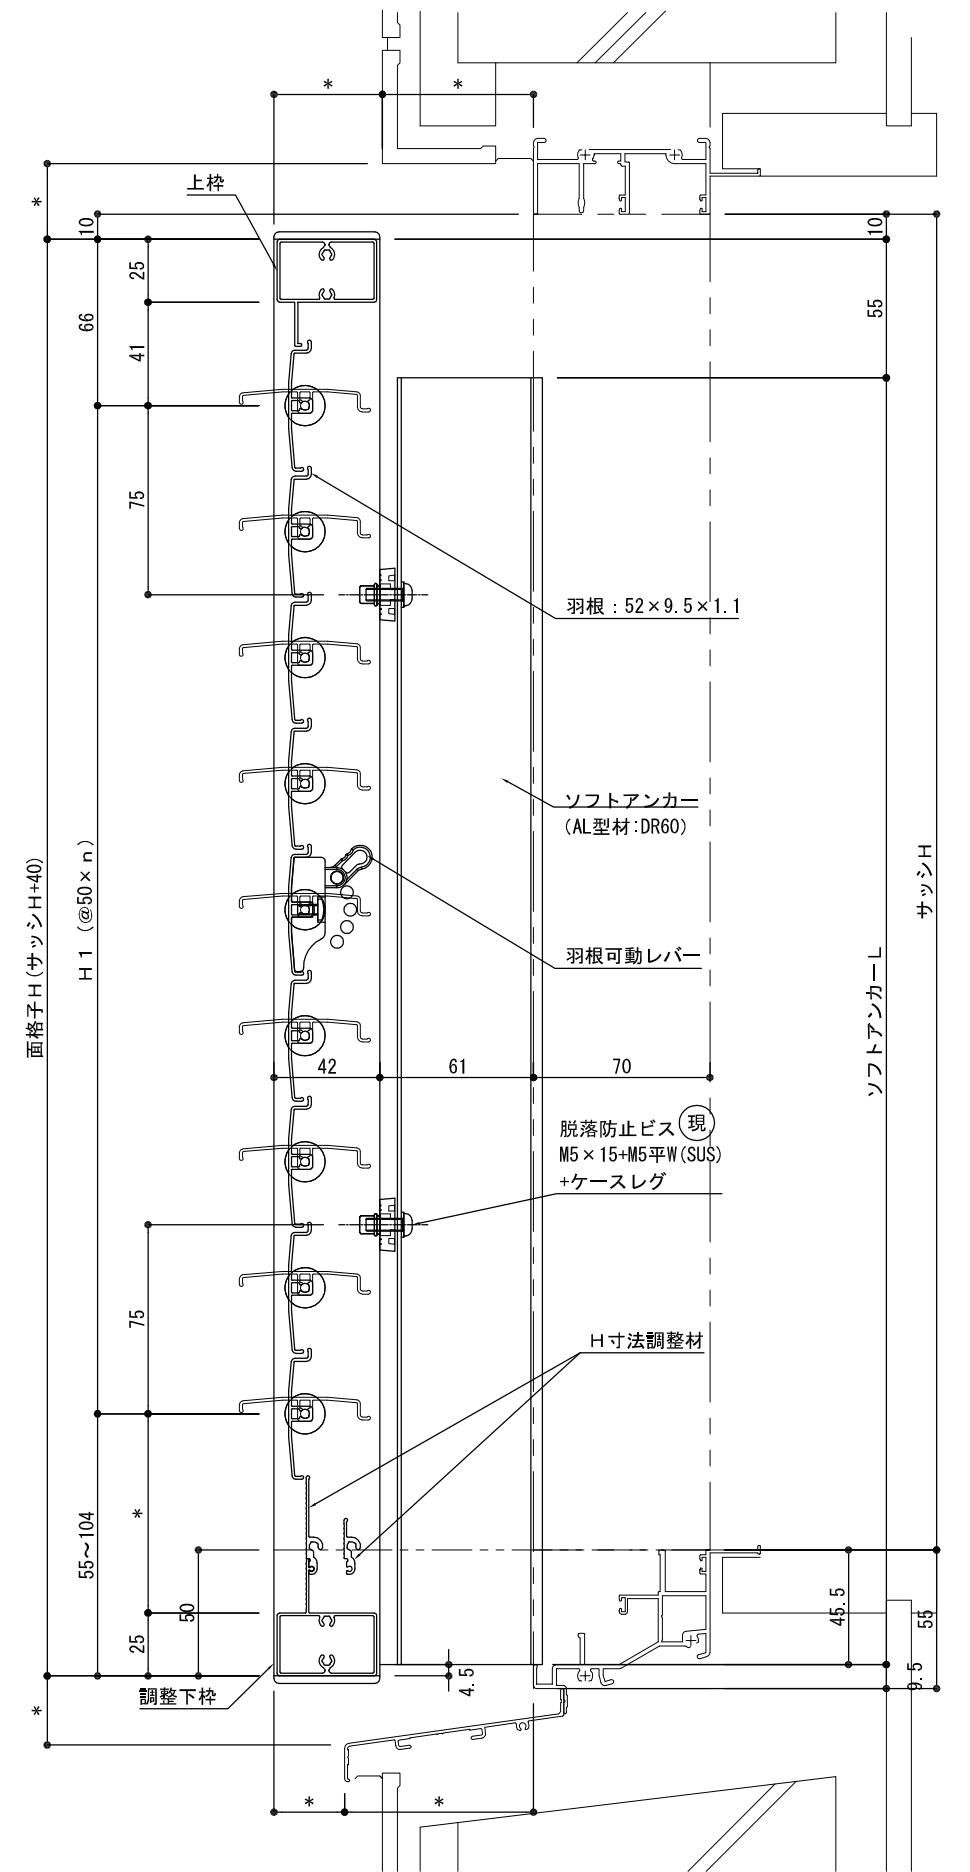 *
*
上枠
*
10
10
25
66
55
41
75
羽根：52×9.5×1.1
ソフトアンカー
(AL型材:DR60)
面格子H(サッシH+40)
H1 (@50×n)
サッシH
羽根可動レバー
ソフトアンカーL
42
61
70
脱落防止ビス 現
M5×15+M5平W(SUS)
+ケースレグ
75
H寸法調整材
*
55～104
50
45.5
55
25
4.5
9.5
調整下枠
*
*
*